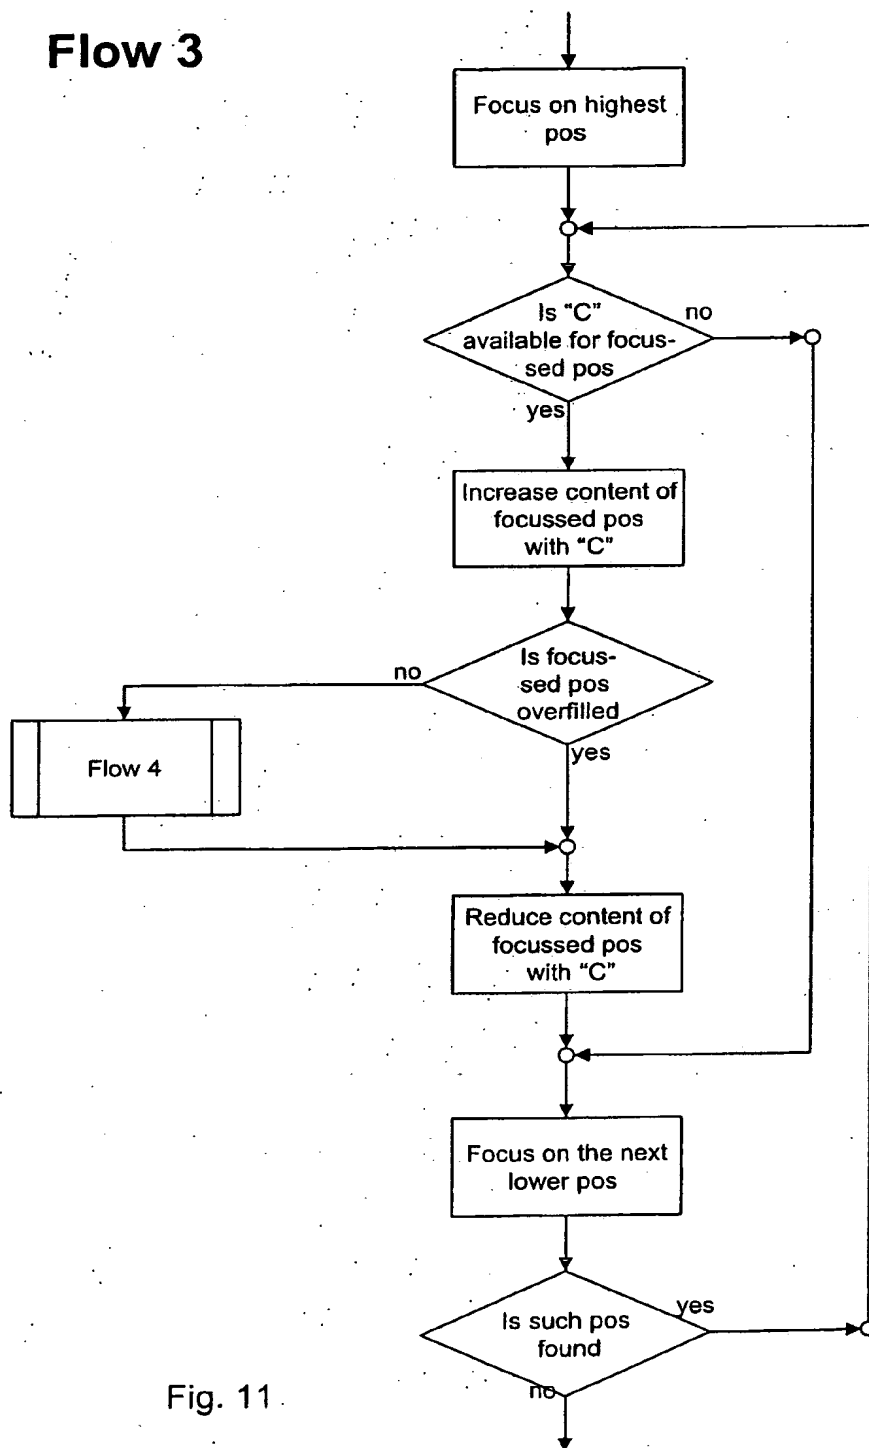 Flow 3
Focus on highest
pos
Is "C"
available for focus-
sed pos
no
yes
Increase content of
focussed pos
with "C"
Is focus-
sed pos
overfilled
no
yes
Flow 4
Reduce content of
focussed pos
with "C"
Focus on the next
lower pos
Is such pos
found
yes
no
Fig. 11